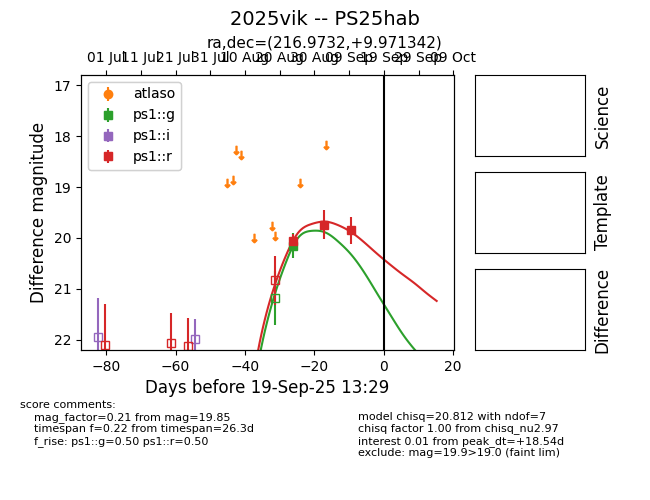 2025vik -- PS25hab
ra,dec=(216.9732,+9.971342)
01 Jul 11 Jul 21 Jul 31 Jul 10 Aug 20 Aug 30 Aug 09 Sep 19 Sep 29 Sep 09 Oct
17
18
19
20
21
22
Difference magnitude
atlaso
ps1::g
ps1::i
ps1::r
−80 −60 −40 −20 0 20
Days before 19-Sep-25 13:29
Science
Template
Difference
score comments:
mag_factor=0.21 from mag=19.85
timespan f=0.22 from timespan=26.3d
f_rise: ps1::g=0.50 ps1::r=0.50
model chisq=20.812 with ndof=7
chisq factor 1.00 from chisq_nu2.97
interest 0.01 from peak_dt=+18.54d
exclude: mag=19.9>19.0 (faint lim)